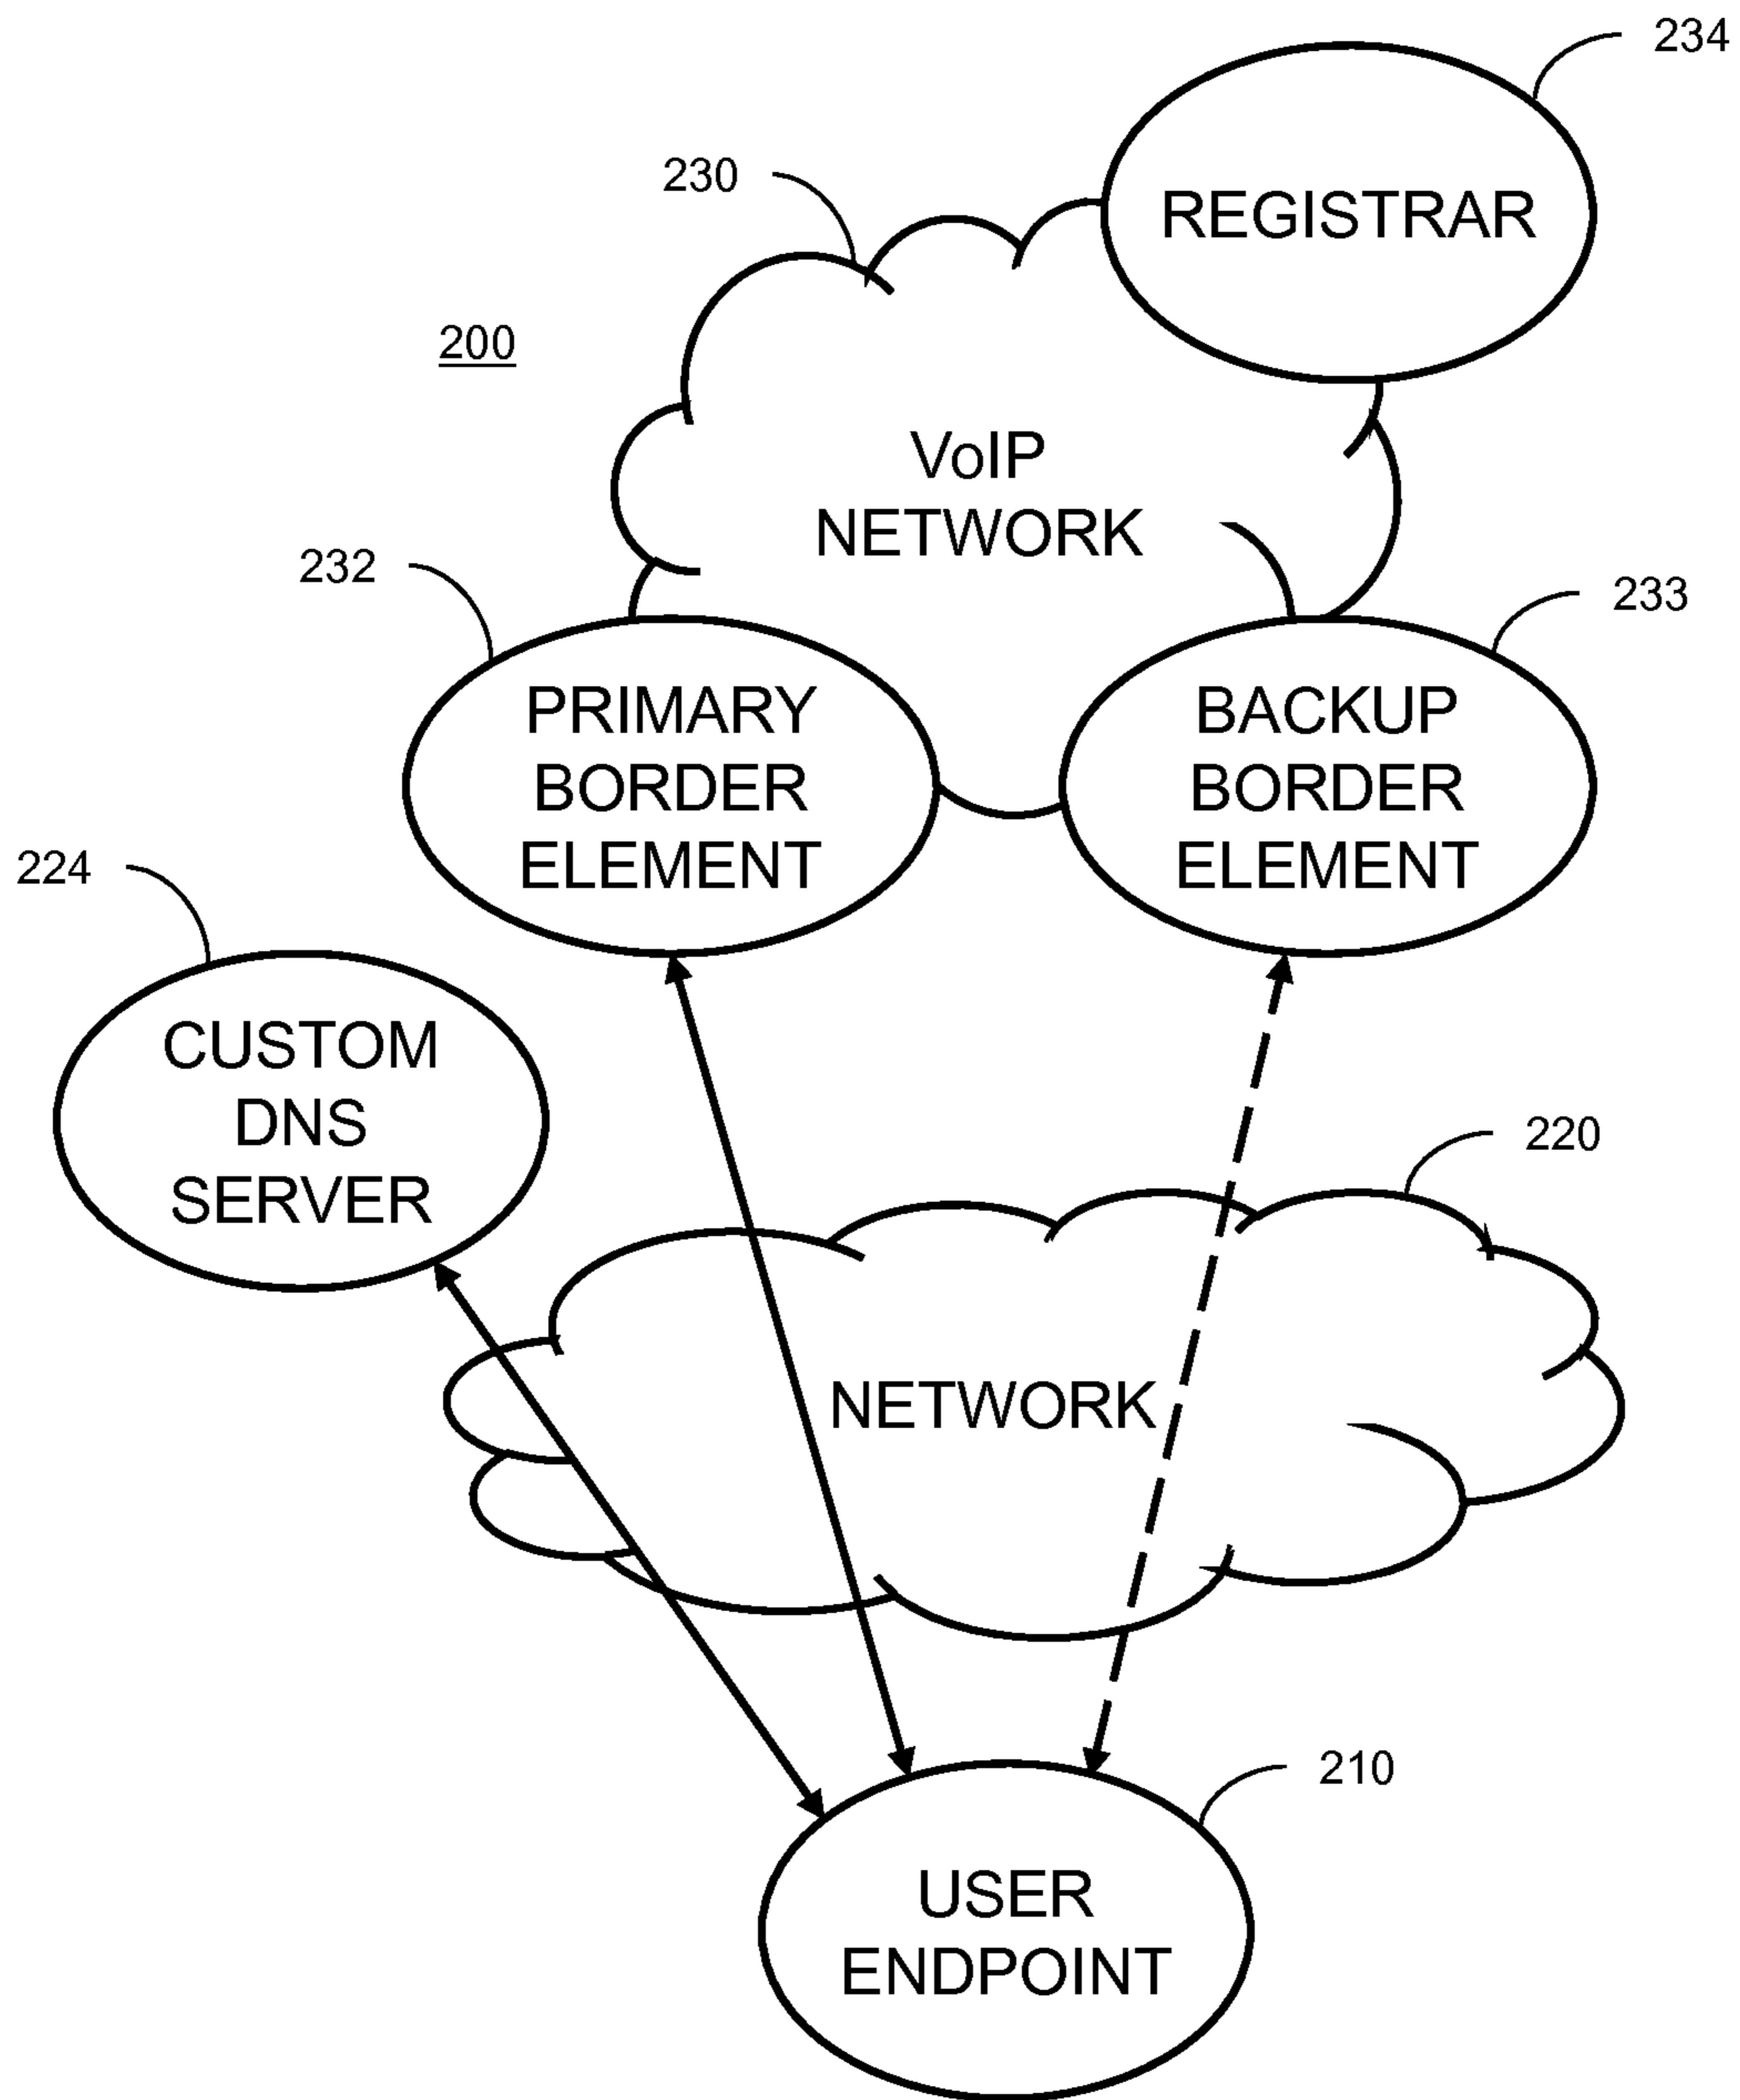 234
230
REGISTRAR
200
VoIP
NETWORK
232
233
PRIMARY
BORDER
ELEMENT
BACKUP
BORDER
ELEMENT
224
CUSTOM
DNS
SERVER
220
NETWORK
210
USER
ENDPOINT